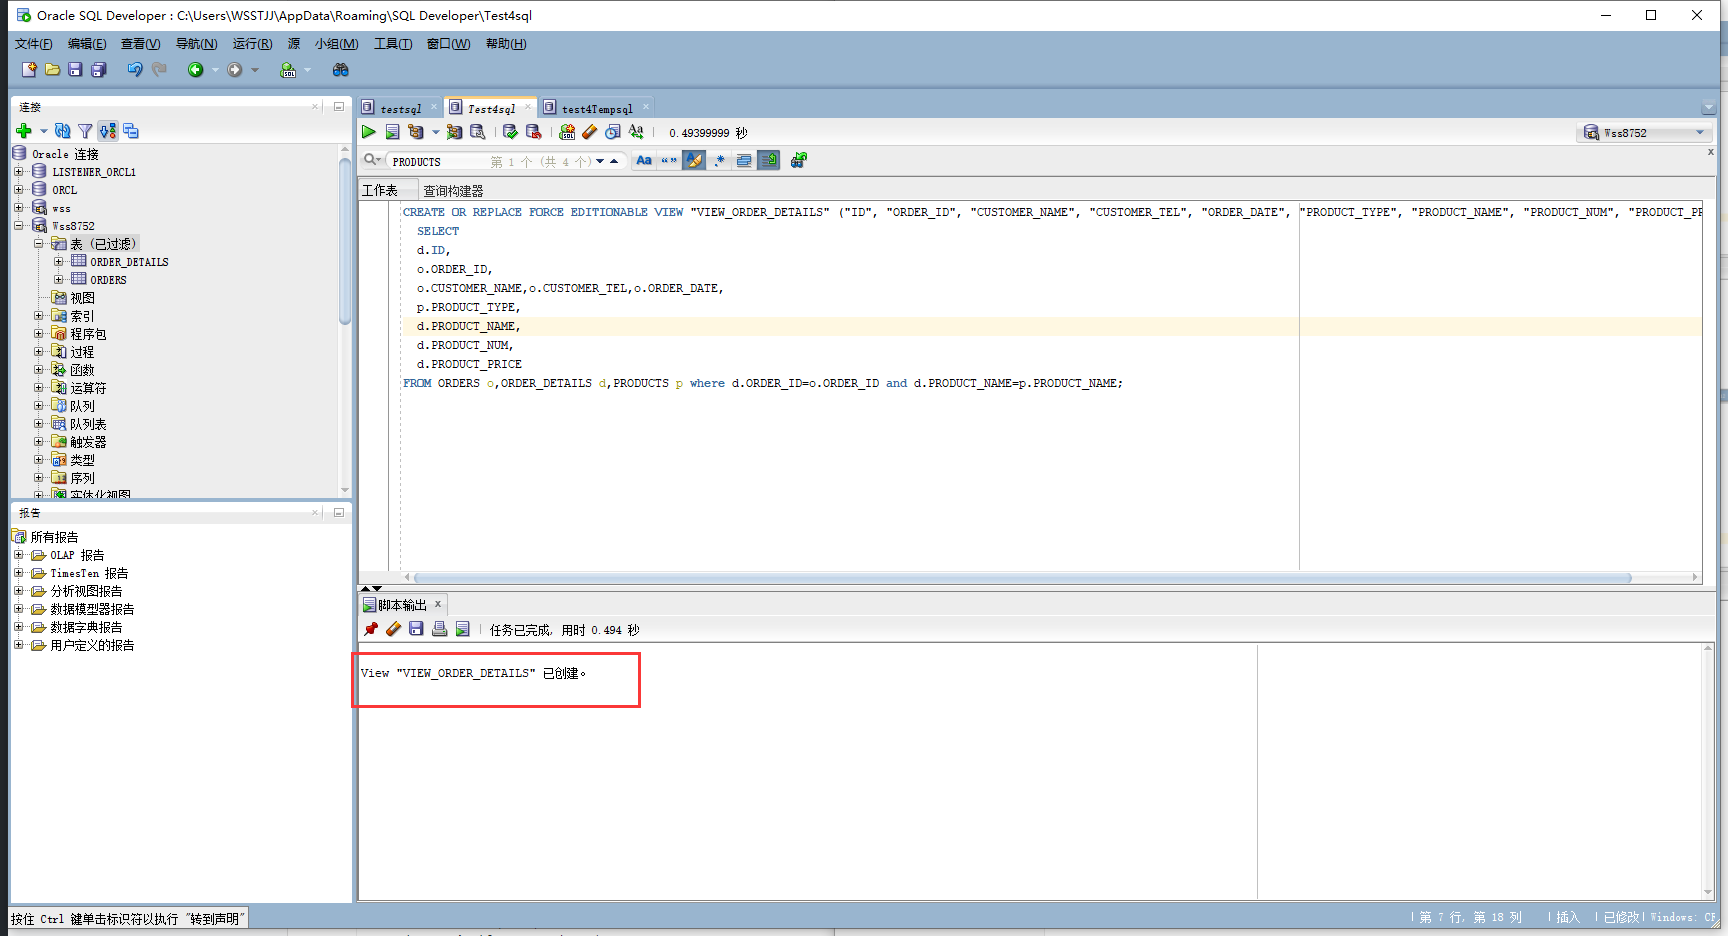 Oracle SQL Developer : C:\Users\WSSTJJ\AppData\Roaming\SQL Developer\Test4sql
文件(F) 编辑(E) 查看(V) 导航(N) 运行(R) 源 小组(M) 工具(T) 窗口(W) 帮助(H)
连接
Oracle 连接
LISTENER_ORCL1
ORCL
wss
Wss8752
表 (已过滤)
ORDER_DETAILS
ORDERS
视图
索引
程序包
过程
函数
运算符
队列
队列表
触发器
类型
序列
实体化视图
报告
所有报告
OLAP 报告
TimesTen 报告
分析视图报告
数据模型器报告
数据字典报告
用户定义的报告
testsql Test4sql test4Tempsql
0.49399999 秒 Wss8752
PRODUCTS 第 1 个 (共 4 个) Aa “” .*
工作表 查询构建器
CREATE OR REPLACE FORCE EDITIONABLE VIEW "VIEW_ORDER_DETAILS" ("ID", "ORDER_ID", "CUSTOMER_NAME", "CUSTOMER_TEL", "ORDER_DATE", "PRODUCT_TYPE", "PRODUCT_NAME", "PRODUCT_NUM", "PRODUCT_PR
SELECT
d.ID,
o.ORDER_ID,
o.CUSTOMER_NAME,o.CUSTOMER_TEL,o.ORDER_DATE,
p.PRODUCT_TYPE,
d.PRODUCT_NAME,
d.PRODUCT_NUM,
d.PRODUCT_PRICE
FROM ORDERS o,ORDER_DETAILS d,PRODUCTS p where d.ORDER_ID=o.ORDER_ID and d.PRODUCT_NAME=p.PRODUCT_NAME;
脚本输出
任务已完成, 用时 0.494 秒
View "VIEW_ORDER_DETAILS" 已创建。
按住 Ctrl 键单击标识符以执行 "转到声明"
第 7 行, 第 18 列 | 插入 | 已修改 | Windows: CF